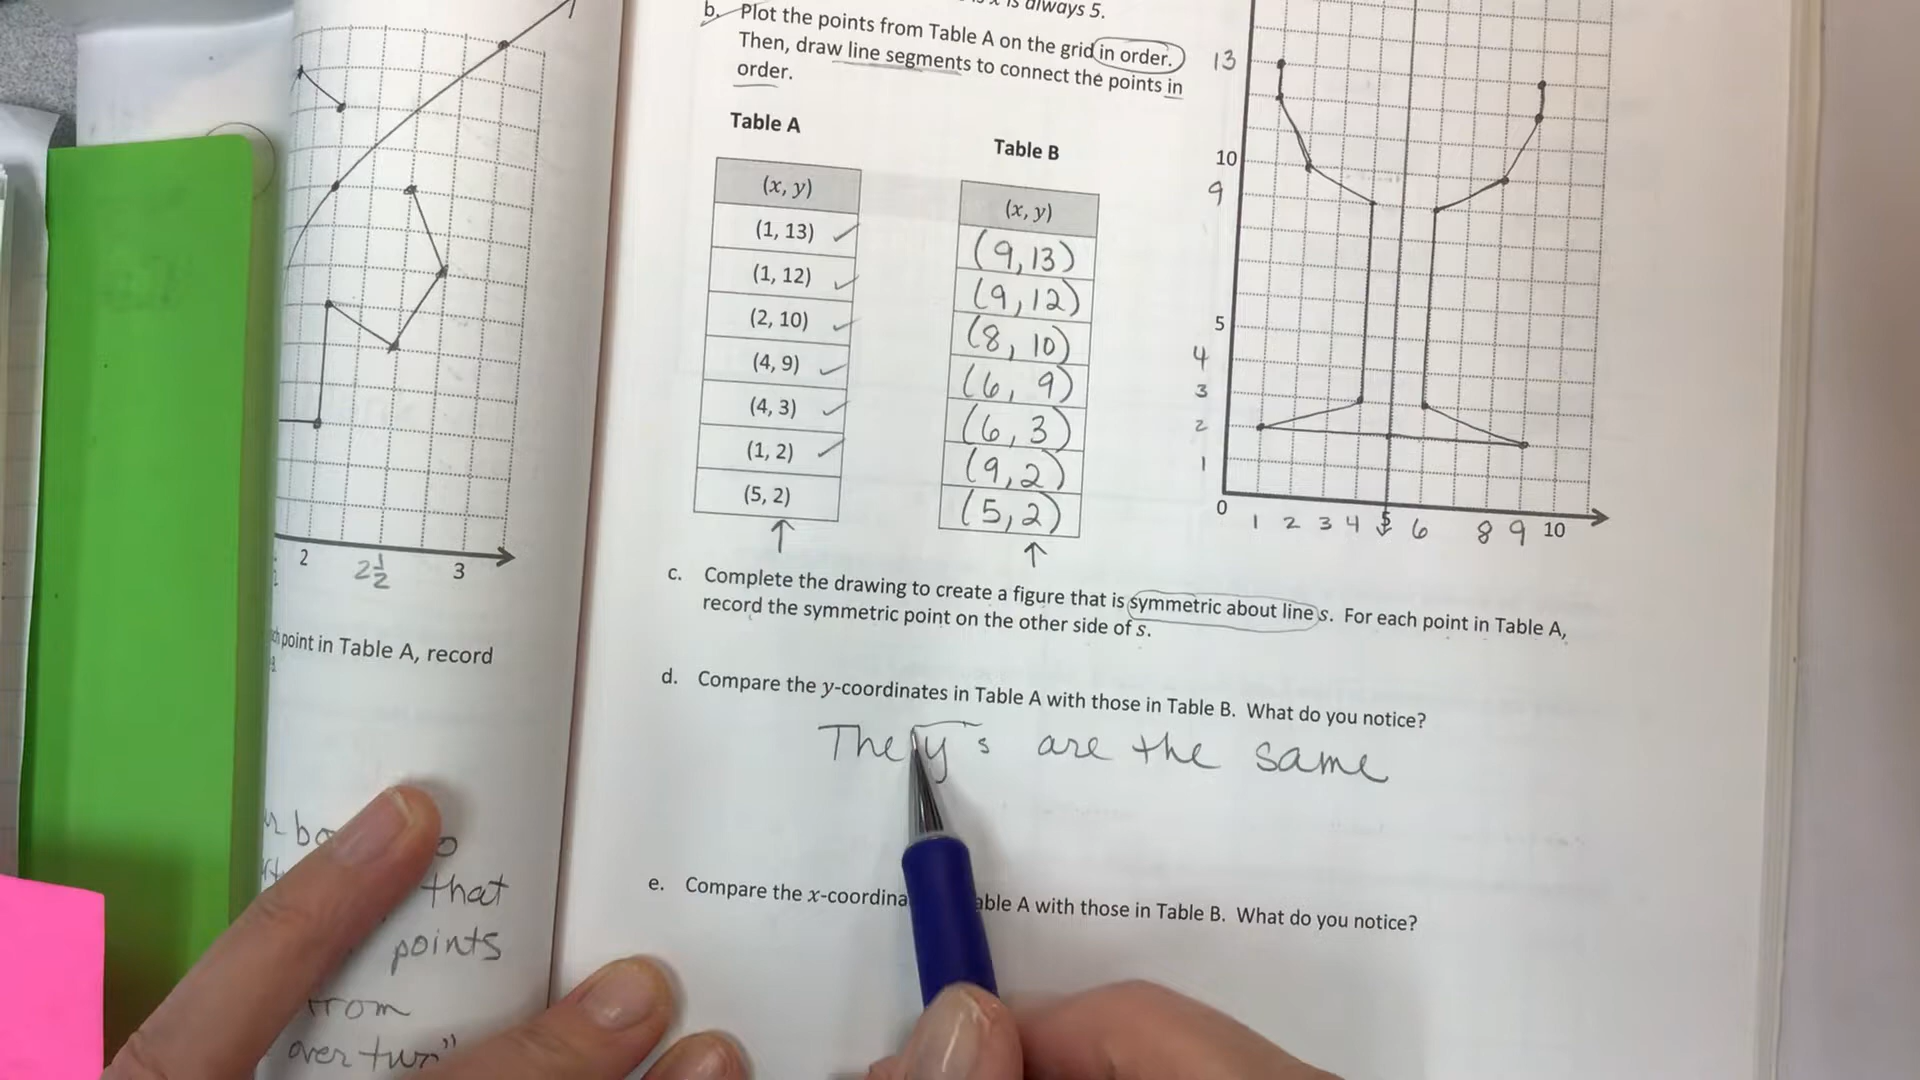 is always 5.
b. Plot the points from Table A on the grid in order.
Then, draw line segments to connect the points in
order.
Table A
(x, y)
(1, 13)
(1, 12)
(2, 10)
(4, 9)
(4, 3)
(1, 2)
(5, 2)
Table B
(x, y)
(9, 13)
(9, 12)
(8, 10)
(6, 9)
(6, 3)
(9, 2)
(5, 2)
13
10
9
5
4
3
2
1
0 1 2 3 4 5 6 8 9 10
c. Complete the drawing to create a figure that is symmetric about line s. For each point in Table A,
record the symmetric point on the other side of s.
d. Compare the y-coordinates in Table A with those in Table B. What do you notice?
The y's are the same
e. Compare the x-coordina able A with those in Table B. What do you notice?
2 2½ 3
point in Table A, record
that
points
from
over